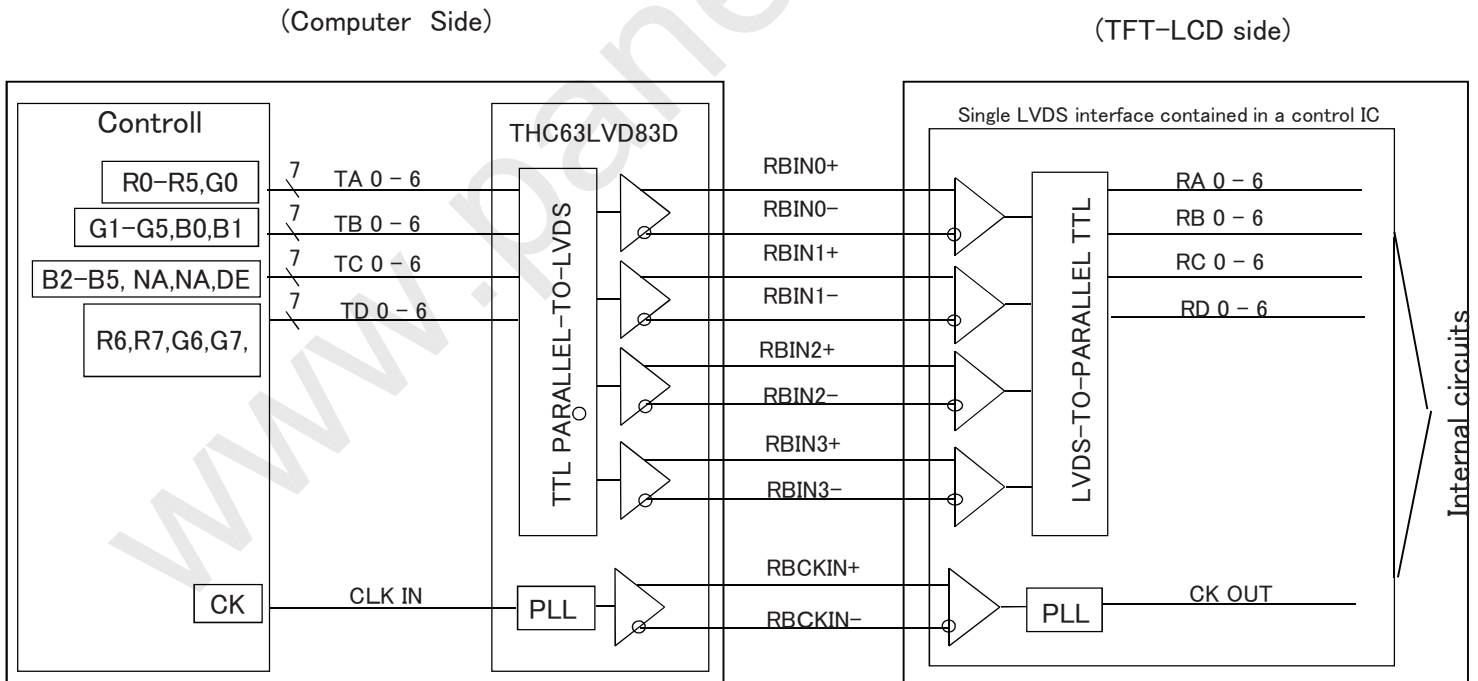 (Computer Side)
(TFT-LCD side)
Controll
THC63LVD83D
Single LVDS interface contained in a control IC
R0-R5,G0
7
TA 0 - 6
G1-G5,B0,B1
7
TB 0 - 6
B2-B5, NA,NA,DE
7
TC 0 - 6
R6,R7,G6,G7,
7
TD 0 - 6
TTL PARALLEL-TO-LVDS
RBIN0+
RBIN0-
RBIN1+
RBIN1-
RBIN2+
RBIN2-
RBIN3+
RBIN3-
LVDS-TO-PARALLEL TTL
RA 0 - 6
RB 0 - 6
RC 0 - 6
RD 0 - 6
Internal circuits
CK
CLK IN
PLL
RBCKIN+
RBCKIN-
PLL
CK OUT
www.pane